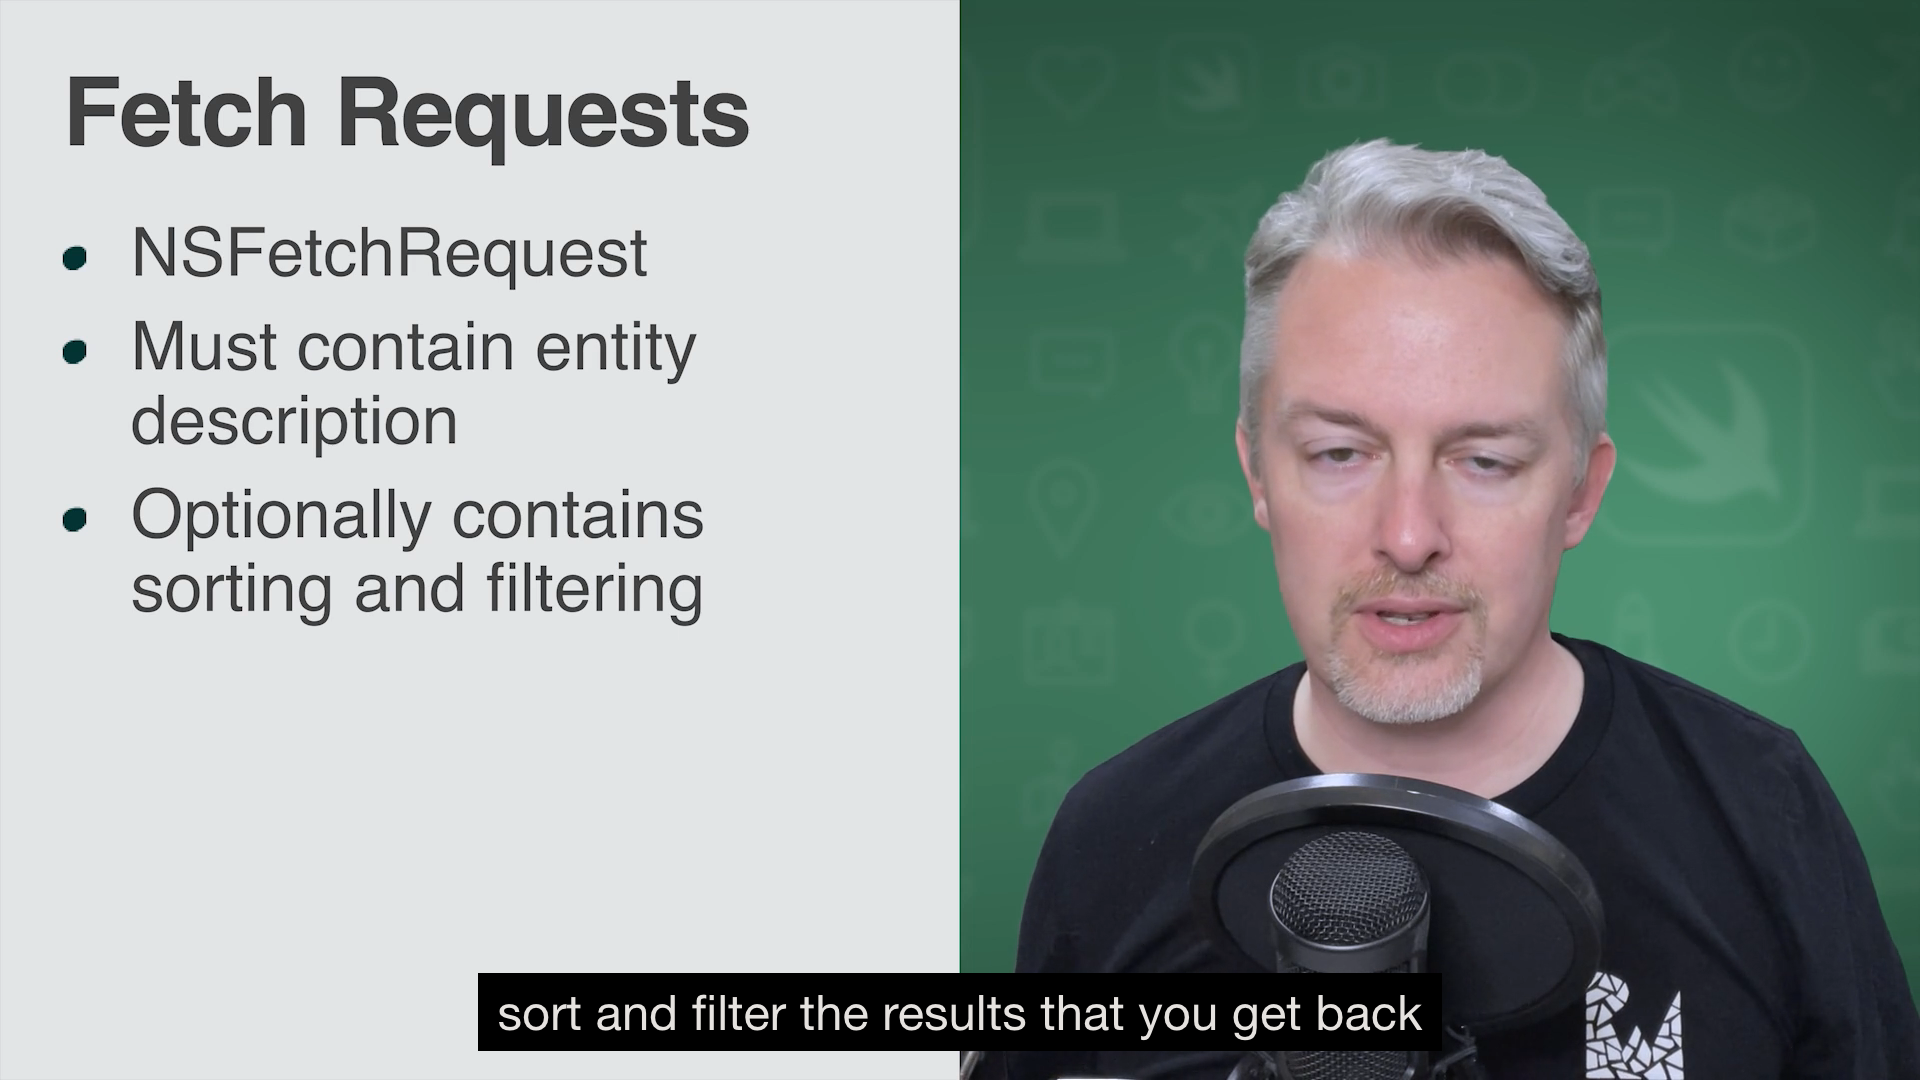 Fetch Requests
NSFetchRequest
Must contain entity
description
Optionally contains
sorting and filtering
sort and filter the results that you get back